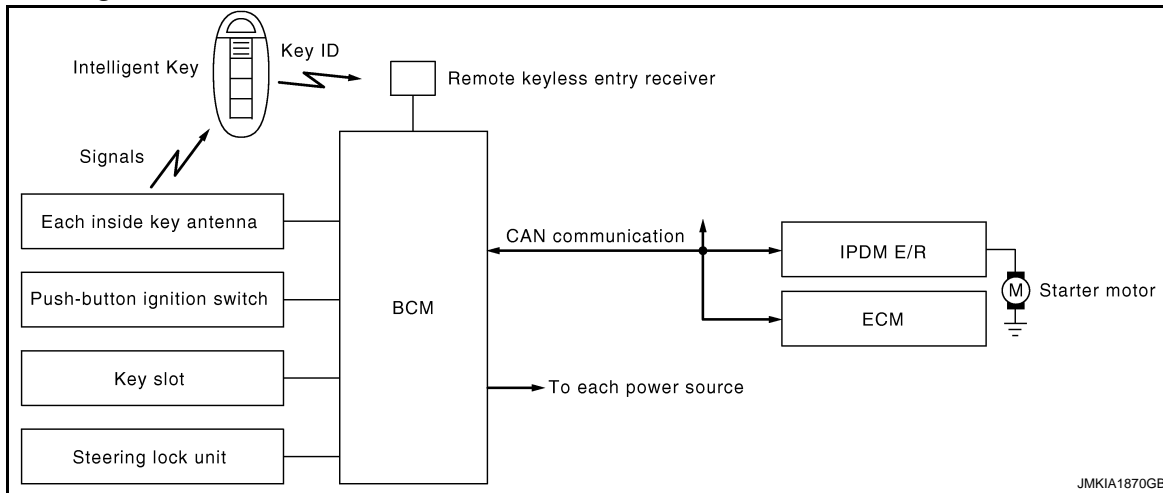 Key ID
Intelligent Key
Remote keyless entry receiver
Signals
Each inside key antenna
CAN communication
IPDM E/R
Push-button ignition switch
BCM
M
Starter motor
ECM
Key slot
To each power source
Steering lock unit
JMKIA1870GB